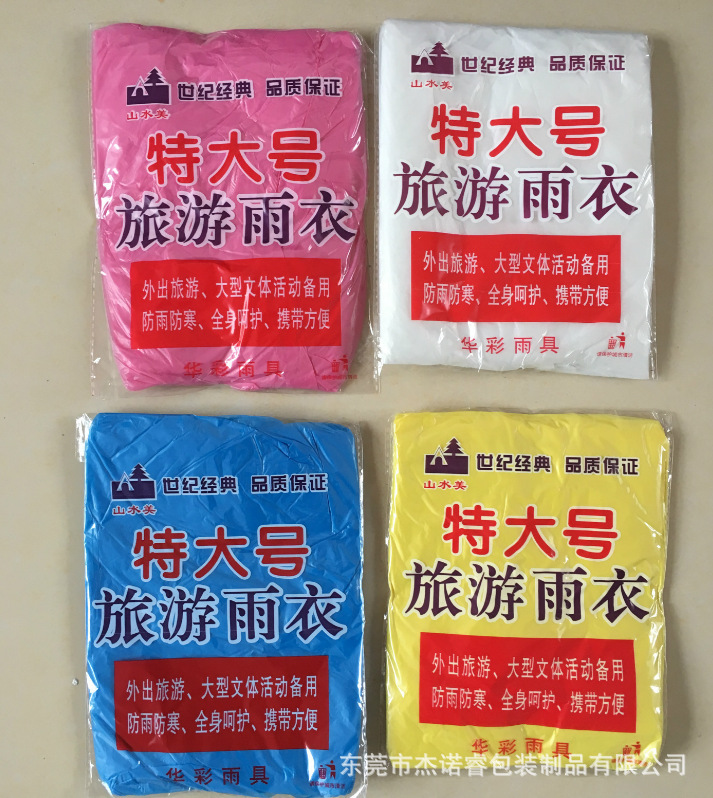 世纪经典 品质保证
山水美
特大号
旅游雨衣
外出旅游、大型文体活动备用
防雨防寒、全身呵护、携带方便
华彩雨具
世纪经典 品质保证
山水美
特大号
旅游雨衣
外出旅游、大型文体活动备用
防雨防寒、全身呵护、携带方便
华彩雨具
世纪经典 品质保证
山水美
特大号
旅游雨衣
外出旅游、大型文体活动备用
防雨防寒、全身呵护、携带方便
华彩雨具
世纪经典 品质保证
山水美
特大号
旅游雨衣
外出旅游、大型文体活动备用
防雨防寒、全身呵护、携带方便
东莞市杰诺睿包装制品有限公司